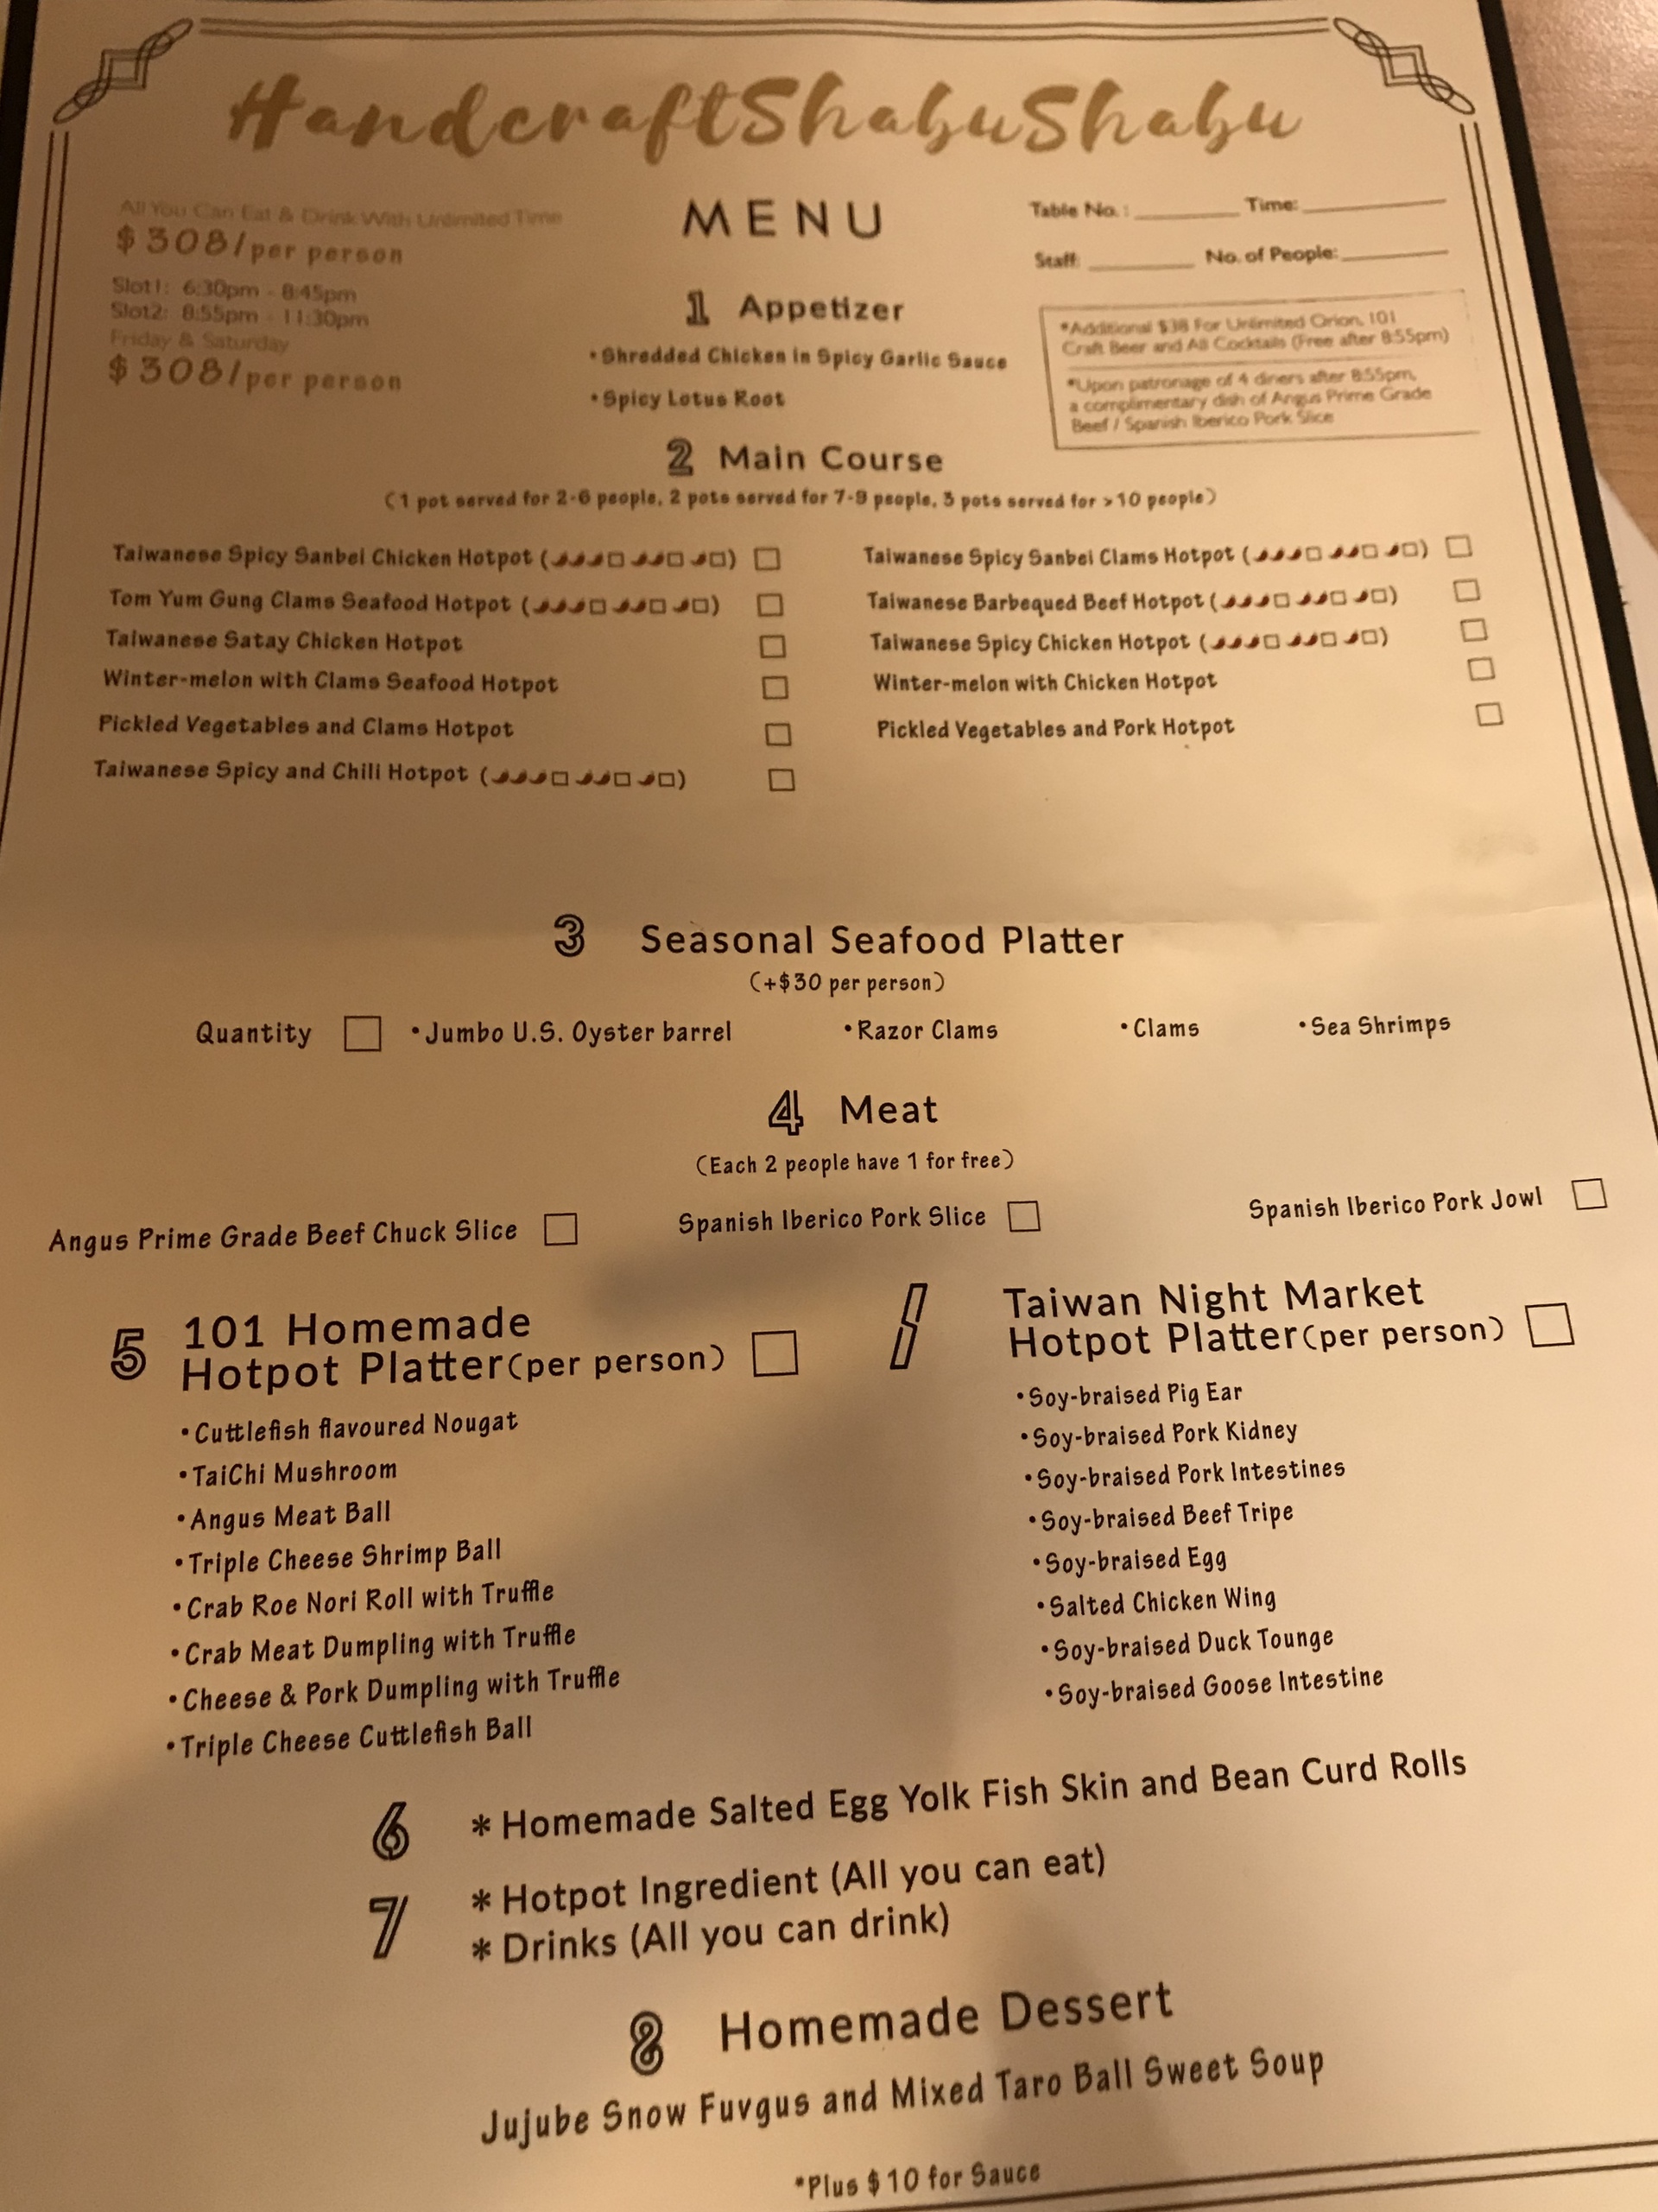 HandcraftShabuShabu
MENU
All You Can Eat & Drink With Unlimited Time
$308/per person
Slot1: 6:30pm - 8:45pm
Slot2: 8:55pm - 11:30pm
Friday & Saturday
$308/per person
Table No.: Time:
Staff: No. of People:
*Additional $38 For Unlimited Orion, 101
Craft Beer and All Cocktails (Free after 8:55pm)
*Upon patronage of 4 diners after 8:55pm,
a complimentary dish of Angus Prime Grade
Beef / Spanish Iberico Pork Slice
1 Appetizer
•Shredded Chicken in Spicy Garlic Sauce
•Spicy Lotus Root
2 Main Course
(1 pot served for 2-6 people, 2 pots served for 7-9 people, 3 pots served for >10 people)
Taiwanese Spicy Sanbei Chicken Hotpot ( )
Tom Yum Gung Clams Seafood Hotpot ( )
Taiwanese Satay Chicken Hotpot
Winter-melon with Clams Seafood Hotpot
Pickled Vegetables and Clams Hotpot
Taiwanese Spicy and Chili Hotpot ( )
Taiwanese Spicy Sanbei Clams Hotpot ( )
Taiwanese Barbequed Beef Hotpot ( )
Taiwanese Spicy Chicken Hotpot ( )
Winter-melon with Chicken Hotpot
Pickled Vegetables and Pork Hotpot
3 Seasonal Seafood Platter
(+$30 per person)
Quantity •Jumbo U.S. Oyster barrel •Razor Clams •Clams •Sea Shrimps
4 Meat
(Each 2 people have 1 for free)
Angus Prime Grade Beef Chuck Slice Spanish Iberico Pork Slice Spanish Iberico Pork Jowl
5 101 Homemade
Hotpot Platter(per person)
•Cuttlefish flavoured Nougat
•TaiChi Mushroom
•Angus Meat Ball
•Triple Cheese Shrimp Ball
•Crab Roe Nori Roll with Truffle
•Crab Meat Dumpling with Truffle
•Cheese & Pork Dumpling with Truffle
•Triple Cheese Cuttlefish Ball
/ Taiwan Night Market
Hotpot Platter(per person)
•Soy-braised Pig Ear
•Soy-braised Pork Kidney
•Soy-braised Pork Intestines
•Soy-braised Beef Tripe
•Soy-braised Egg
•Salted Chicken Wing
•Soy-braised Duck Tounge
•Soy-braised Goose Intestine
6 * Homemade Salted Egg Yolk Fish Skin and Bean Curd Rolls
7 * Hotpot Ingredient (All you can eat)
* Drinks (All you can drink)
8 Homemade Dessert
Jujube Snow Fuvgus and Mixed Taro Ball Sweet Soup
*Plus $10 for Sauce